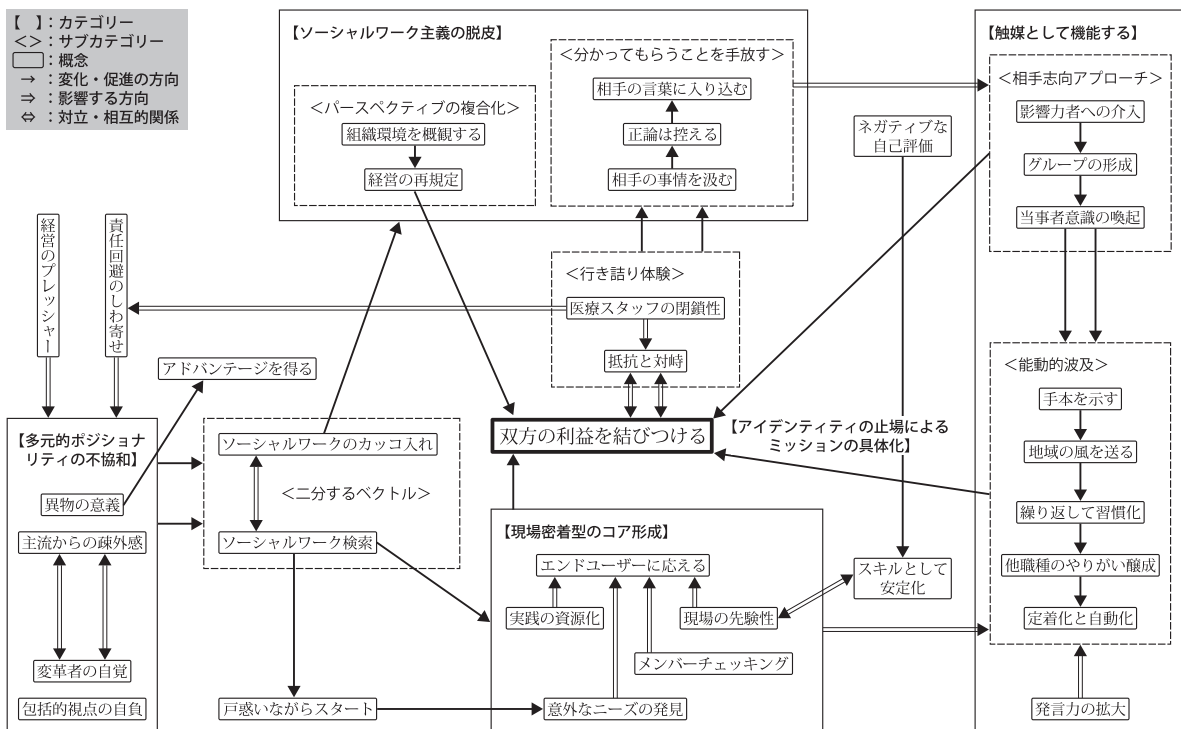 【 】：カテゴリー
＜＞：サブカテゴリー
：概念
→ ：変化・促進の方向
⇒ ：影響する方向
⇔ ：対立・相互的関係
【ソーシャルワーク主義の脱皮】
＜パースペクティブの複合化＞
組織環境を概観する
経営の再規定
＜分かってもらうことを手放す＞
相手の言葉に入り込む
正論は控える
相手の事情を汲む
ネガティブな
自己評価
【触媒として機能する】
＜相手志向アプローチ＞
影響力者への介入
グループの形成
当事者意識の喚起
経営のプレッシャー
責任回避のしわ寄せ
＜行き詰り体験＞
医療スタッフの閉鎖性
抵抗と対峙
アドバンテージを得る
双方の利益を結びつける
【アイデンティティの止場による
ミッションの具体化】
＜能動的波及＞
手本を示す
地域の風を送る
繰り返して習慣化
他職種のやりがい醸成
定着化と自動化
発言力の拡大
【多元的ポジショナ
リティの不協和】
異物の意義
主流からの疎外感
変革者の自覚
包括的視点の自負
ソーシャルワークのカッコ入れ
＜二分するベクトル＞
ソーシャルワーク検索
戸惑いながらスタート
【現場密着型のコア形成】
エンドユーザーに応える
実践の資源化
現場の先験性
メンバーチェッキング
意外なニーズの発見
スキルとして
安定化